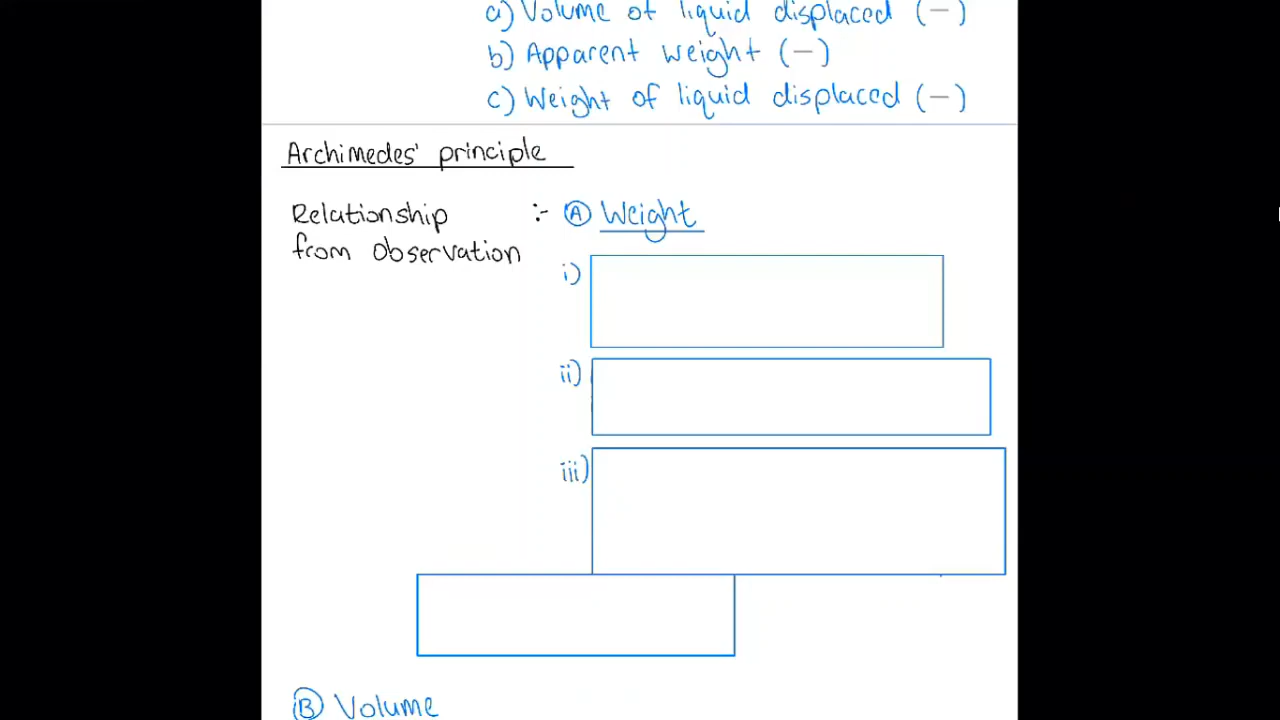 a) Volume of liquid displaced (-)
b) Apparent weight (-)
c) Weight of liquid displaced (-)
Archimedes' principle
Relationship :- Ⓐ Weight
from observation
i)
ii)
iii)
Ⓑ Volume